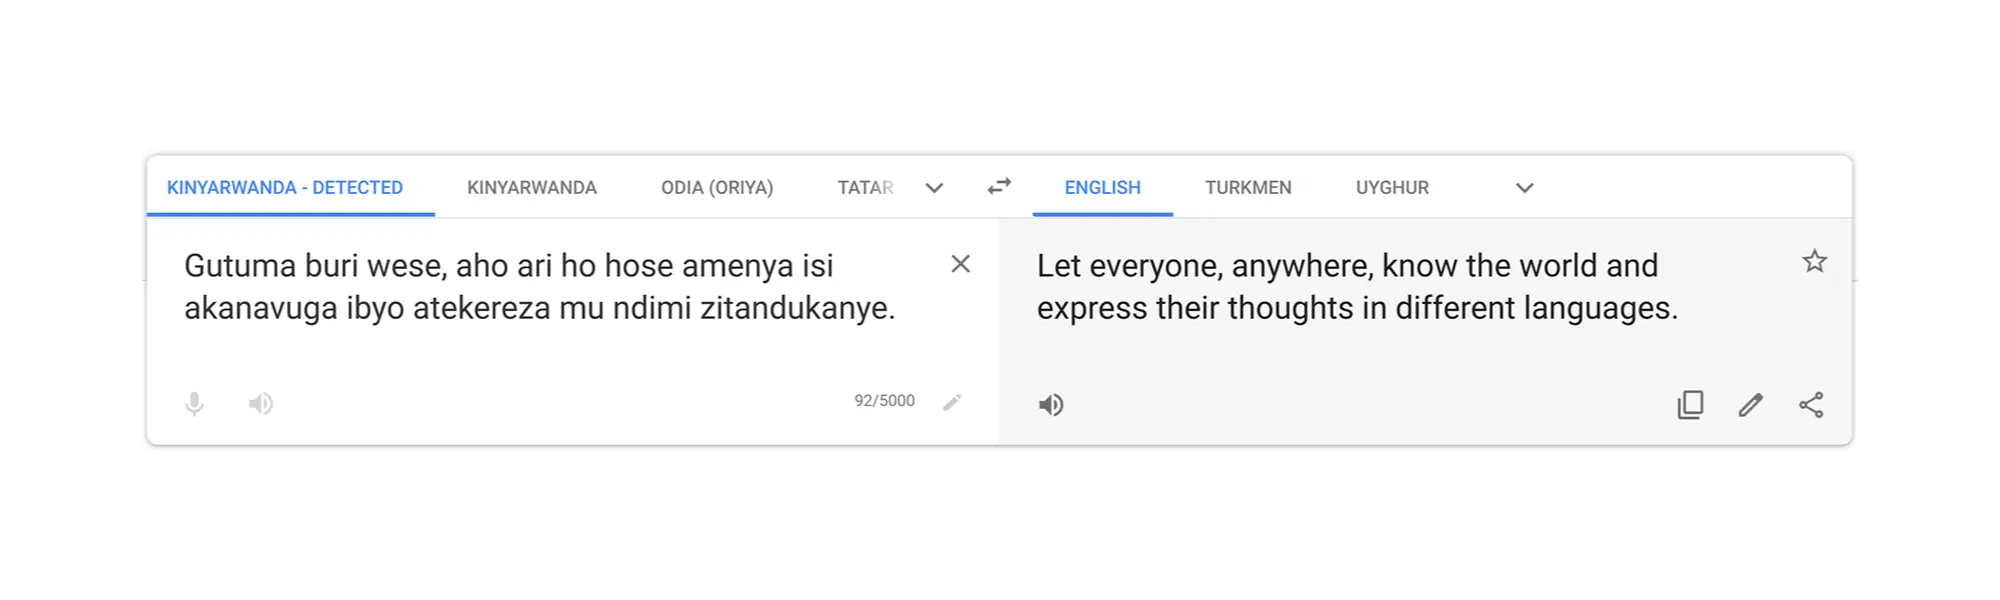 KINYARWANDA - DETECTED KINYARWANDA ODIA (ORIYA) TATAR ENGLISH TURKMEN UYGHUR
Gutuma buri wese, aho ari ho hose amenya isi
akanavuga ibyo atekereza mu ndimi zitandukanye.
92/5000
Let everyone, anywhere, know the world and
express their thoughts in different languages.